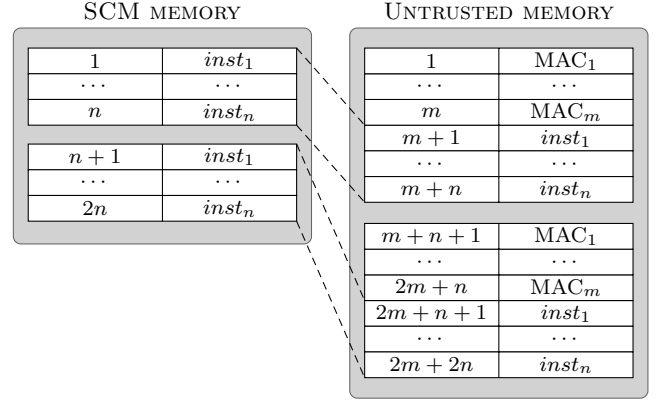 SCM MEMORY
1 inst₁
⋯ ⋯
n instₙ
n + 1 inst₁
⋯ ⋯
2n instₙ
UNTRUSTED MEMORY
1 MAC₁
⋯ ⋯
m MACₘ
m + 1 inst₁
⋯ ⋯
m + n instₙ
m + n + 1 MAC₁
⋯ ⋯
2m + n MACₘ
2m + n + 1 inst₁
⋯ ⋯
2m + 2n instₙ